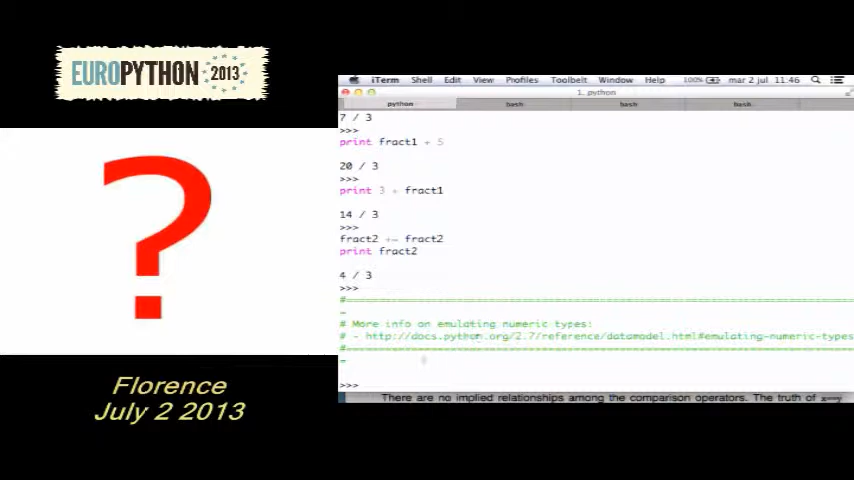 EUROPYTHON 2013
?
Florence
July 2 2013
iTerm Shell Edit View Profiles Toolbelt Window Help 100% mar 2 jul 11:46
1. python
python bash bash bash
7 / 3
>>>
print fract1 + 5
20 / 3
>>>
print 3 + fract1
14 / 3
>>>
fract2 += fract2
print fract2
4 / 3
>>>
#==============================================================================
=
# More info on emulating numeric types:
# - http://docs.python.org/2.7/reference/datamodel.html#emulating-numeric-types
#==============================================================================
=
>>>
There are no implied relationships among the comparison operators. The truth of x==y